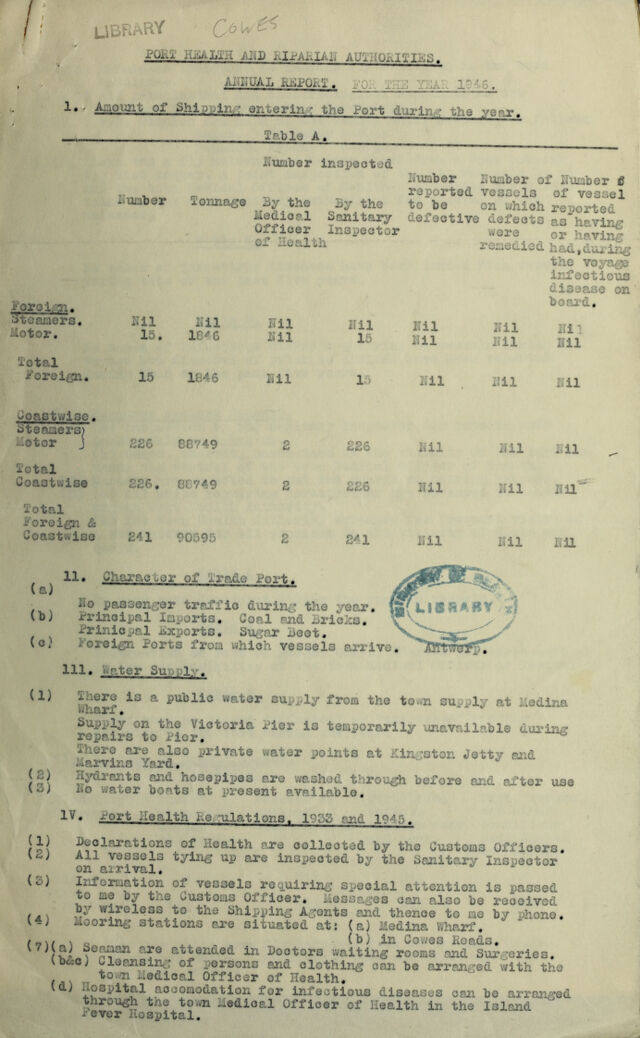 LIBRARY
COWES
PORT HEALTH AND RIPARIAN AUTHORITIES.
ANNUAL REPORT. FOR THE YEAR 1946.
1. Amount of Shipping entering the Port during the year.
Table A.
Number Tonnage Number inspected By the Medical Officer of Health By the Sanitary Inspector Number reported to be defective Number of vessels on which defects were remedied Number of vessel reported as having or having had, during the voyage infectious disease on board.
Foreign.
Steamers. Nil Nil Nil Nil Nil Nil Nil
Motor. 15. 1846 Nil 15 Nil Nil Nil
Total
Foreign. 15 1846 Nil 15 Nil Nil Nil
Coastwise.
Steamers)
Motor ) 226 88749 2 226 Nil Nil Nil
Total
Coastwise 226. 88749 2 226 Nil Nil Nil
Total
Foreign &
Coastwise 241 90595 2 241 Nil Nil Nil
11. Character of Trade Port.
(a) No passenger traffic during the year.
(b) Principal Imports. Coal and Bricks.
Prinicpal Exports. Sugar Beet.
(c) Foreign Ports from which vessels arrive. Antwerp.
MINISTRY OF HEALTH
LIBRARY
111. Water Supply.
(1) There is a public water supply from the town supply at Medina
Wharf.
Supply on the Victoria Pier is temporarily unavailable during
repairs to Pier.
There are also private water points at Kingston Jetty and
Marvins Yard.
(2) Hydrants and hosepipes are washed through before and after use
(3) No water boats at present available.
1V. Port Health Regulations, 1933 and 1945.
(1) Declarations of Health are collected by the Customs Officers.
(2) All vessels tying up are inspected by the Sanitary Inspector
on arrival.
(3) Information of vessels requiring special attention is passed
to me by the Customs Officer. Messages can also be received
by wireless to the Shipping Agents and thence to me by phone.
(4) Mooring stations are situated at: (a) Medina Wharf.
(b) in Cowes Roads.
(7)(a) Seaman are attended in Doctors waiting rooms and Surgeries.
(b&c) Cleansing of persons and clothing can be arranged with the
town Medical Officer of Health.
(d) Hospital accomodation for infectious diseases can be arranged
through the town Medical Officer of Health in the Island
Fever Hospital.